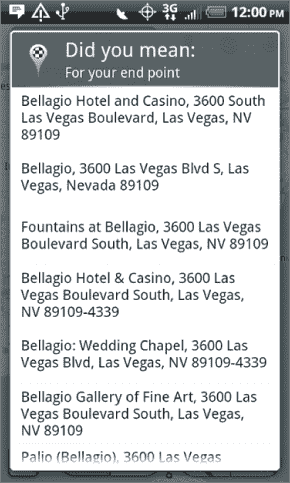 3G
12:00 PM
Did you mean:
For your end point
Bellagio Hotel and Casino, 3600 South
Las Vegas Boulevard, Las Vegas, NV
89109
Bellagio, 3600 Las Vegas Blvd S, Las
Vegas, Nevada 89109
Fountains at Bellagio, 3600 Las Vegas
Boulevard South, Las Vegas, NV 89109
Bellagio Hotel & Casino, 3600 Las
Vegas Boulevard South, Las Vegas,
NV 89109-4339
Bellagio: Wedding Chapel, 3600 Las
Vegas Blvd, Las Vegas, NV 89109-4339
Bellagio Gallery of Fine Art, 3600 Las
Vegas Boulevard South, Las Vegas,
NV 89109
Palio (Bellagio), 3600 Las Vegas